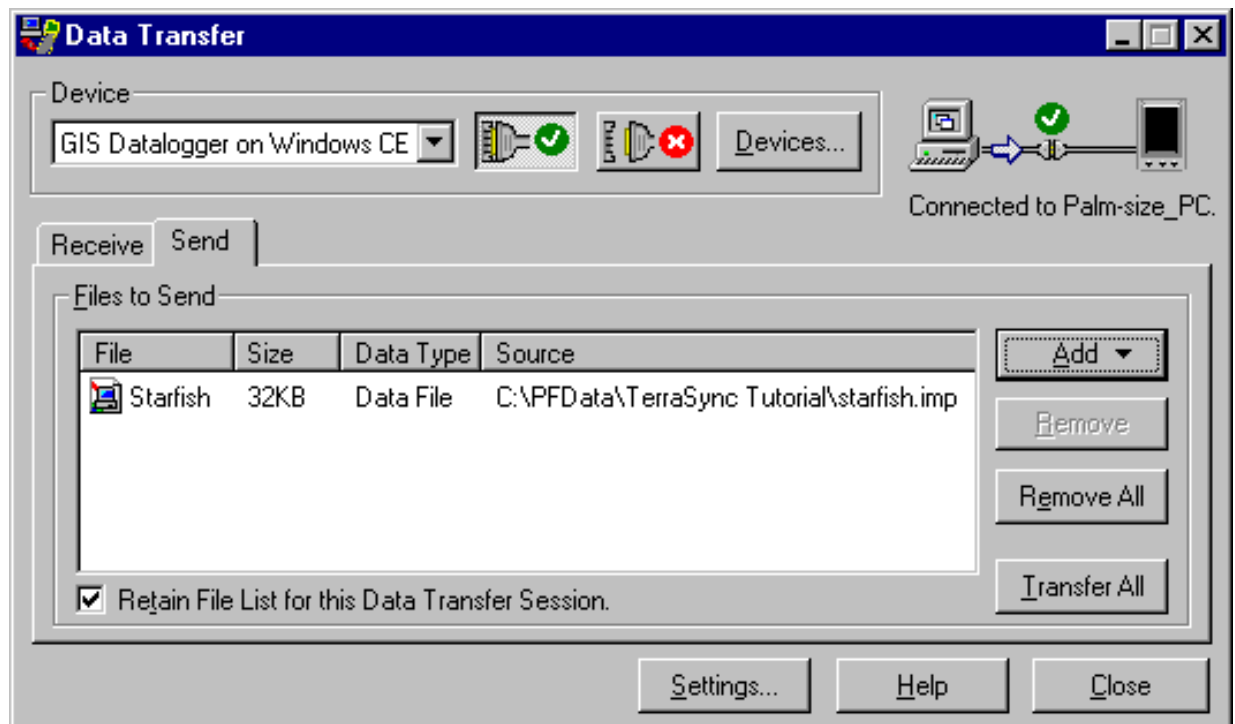 Data Transfer
Device
GIS Datalogger on Windows CE
Devices...
Connected to Palm-size_PC.
Receive Send
Files to Send
File Size Data Type Source
Starfish 32KB Data File C:\PFData\TerraSync Tutorial\starfish.imp
Add
Remove
Remove All
Transfer All
Retain File List for this Data Transfer Session.
Settings... Help Close